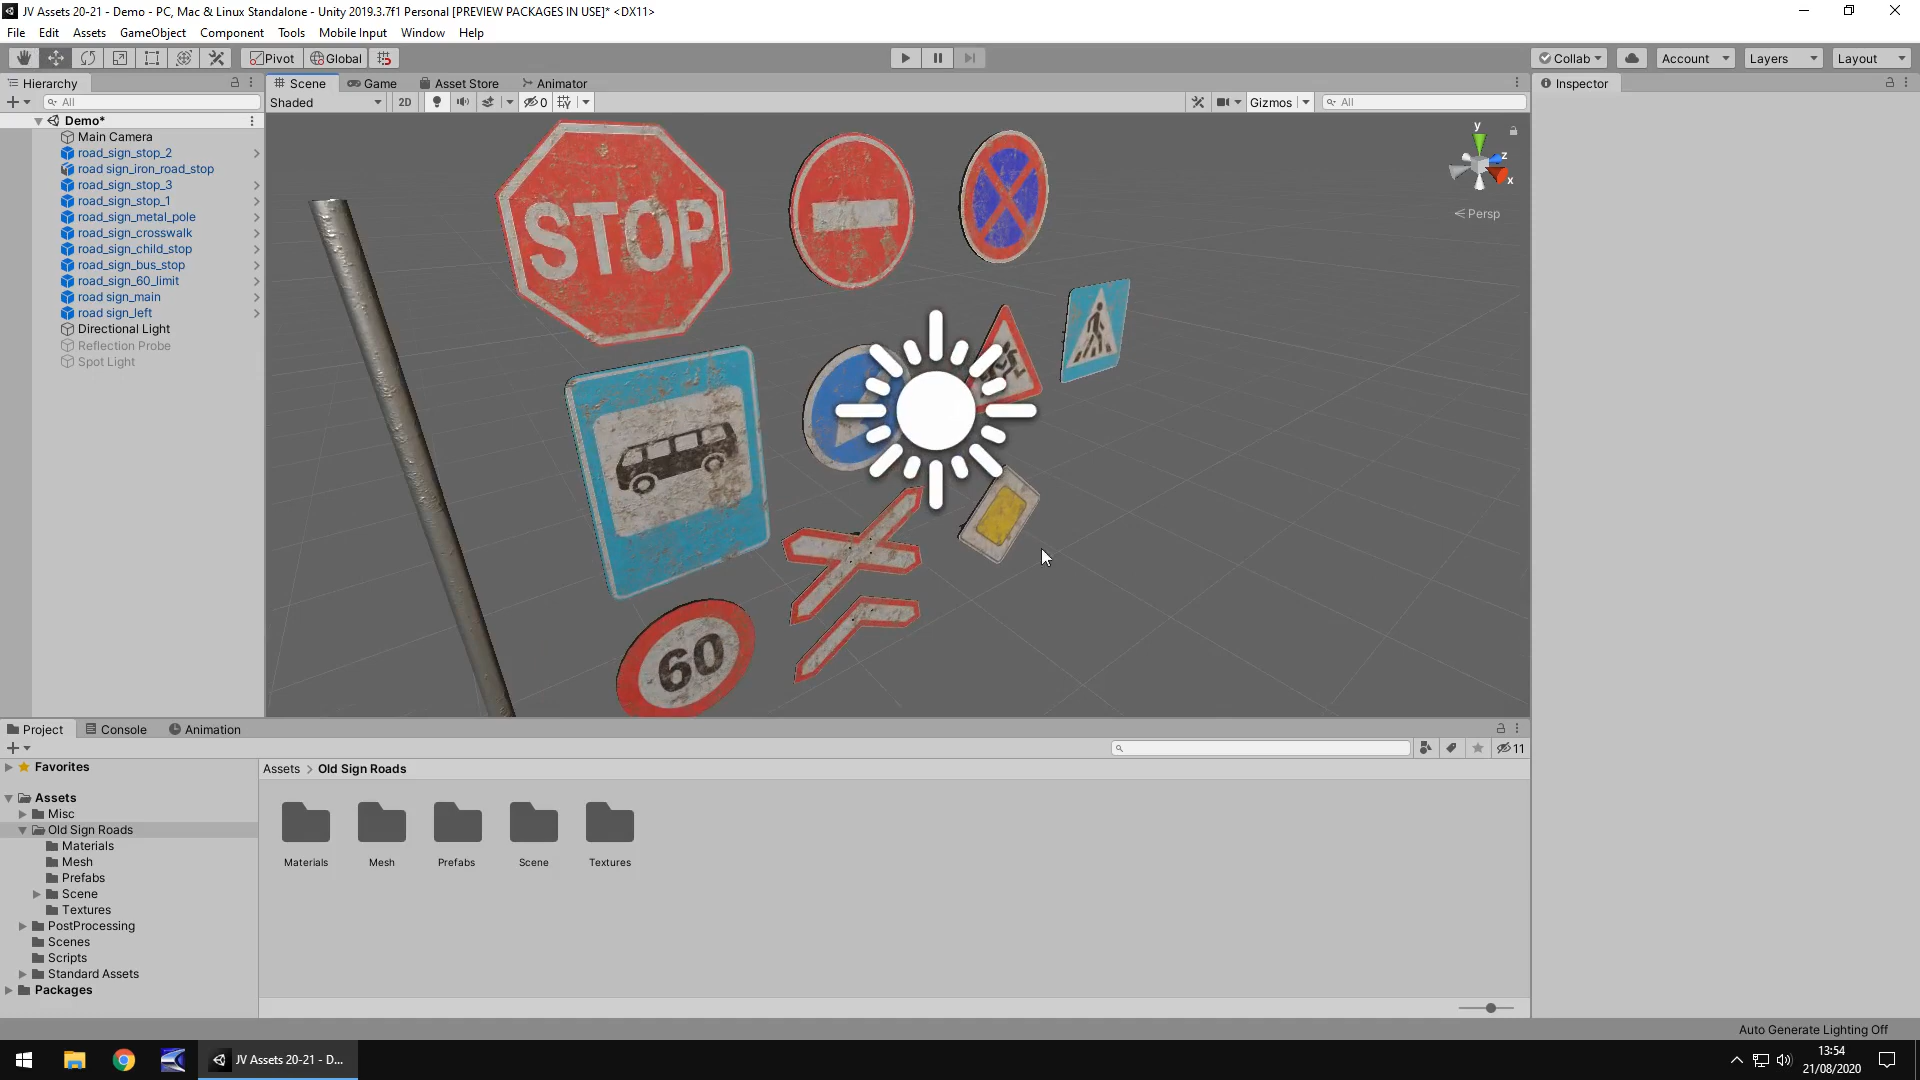 JV Assets 20-21 - Demo - PC, Mac & Linux Standalone - Unity 2019.3.7f1 Personal [PREVIEW PACKAGES IN USE]* <DX11>
File Edit Assets GameObject Component Tools Mobile Input Window Help
Pivot Global Collab Account Layers Layout
Hierarchy
All
Demo*
Main Camera
road_sign_stop_2
road sign_iron_road_stop
road_sign_stop_3
road_sign_stop_1
road_sign_metal_pole
road_sign_crosswalk
road_sign_child_stop
road_sign_bus_stop
road_sign_60_limit
road sign_main
road sign_left
Directional Light
Reflection Probe
Spot Light
Scene Game Asset Store Animator
Shaded 2D 0 Gizmos All
y
z
x
Persp
STOP
60
Inspector
Project Console Animation
11
Favorites
Assets
Misc
Old Sign Roads
Materials
Mesh
Prefabs
Scene
Textures
PostProcessing
Scenes
Scripts
Standard Assets
Packages
Assets > Old Sign Roads
Materials Mesh Prefabs Scene Textures
Auto Generate Lighting Off
JV Assets 20-21 - D...
13:54
21/08/2020